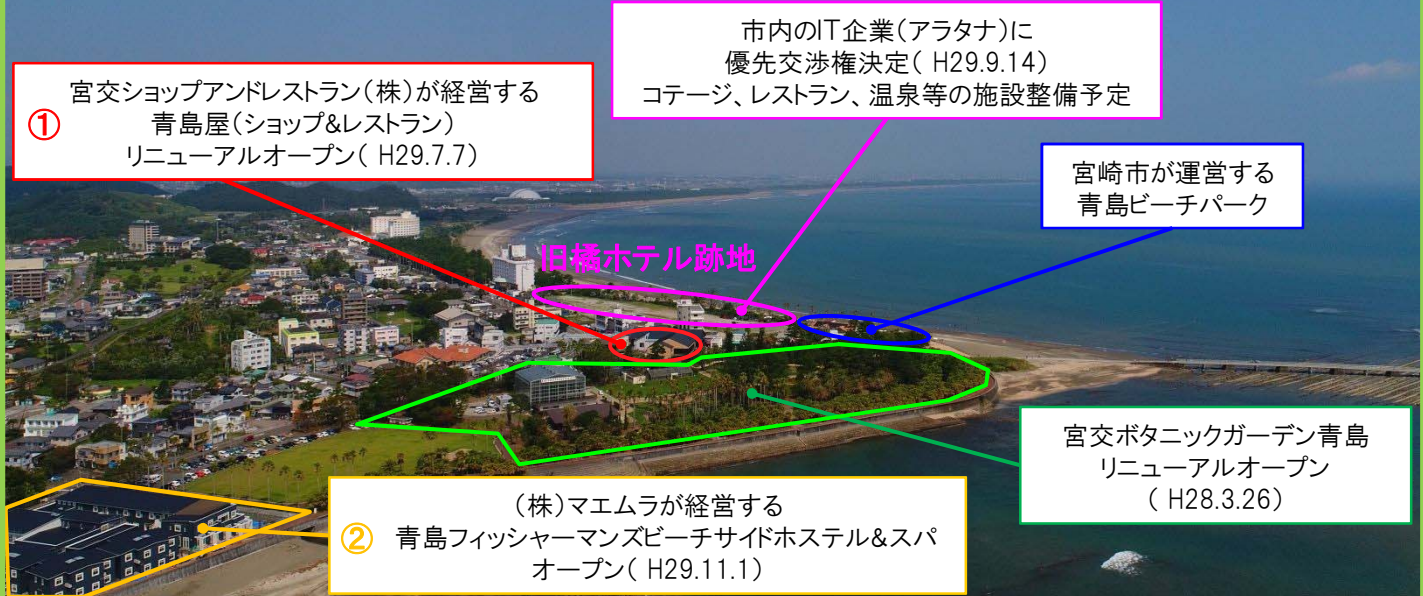 市内のIT企業(アラタナ)に
優先交渉権決定( H29.9.14)
コテージ、レストラン、温泉等の施設整備予定
①
宮交ショップアンドレストラン(株)が経営する
青島屋(ショップ&レストラン)
リニューアルオープン( H29.7.7)
宮崎市が運営する
青島ビーチパーク
旧橘ホテル跡地
宮交ボタニックガーデン青島
リニューアルオープン
( H28.3.26)
②
(株)マエムラが経営する
青島フィッシャーマンズビーチサイドホステル&スパ
オープン( H29.11.1)